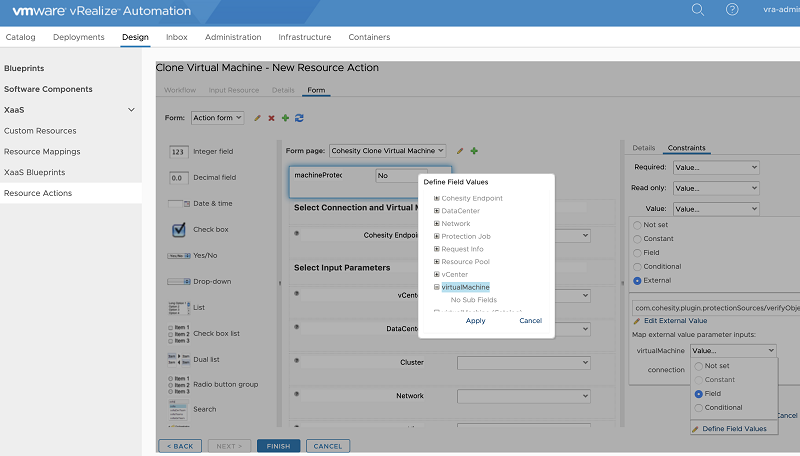 vmware vRealize™ Automation
vra-admi
Catalog Deployments Design Inbox Administration Infrastructure Containers
Blueprints
Software Components
XaaS
Custom Resources
Resource Mappings
XaaS Blueprints
Resource Actions
Clone Virtual Machine - New Resource Action
Workflow Input Resource Details Form
Form: Action form
123 Integer field
0.0 Decimal field
Date & time
Check box
Yes/No
Drop-down
List
Check box list
Dual list
Radio button group
Search
Form page: Cohesity Clone Virtual Machine
machineProtec No
Select Connection and Virtual M
Cohesity Endpoin
Select Input Parameters
vCenter
DataCenter
Cluster
Network
Define Field Values
Cohesity Endpoint
DataCenter
Network
Protection Job
Request Info
Resource Pool
vCenter
virtualMachine
No Sub Fields
Apply Cancel
Details Constraints
Required: Value...
Read only: Value...
Value: Value...
Not set
Constant
Field
Conditional
External
com.cohesity.plugin.protectionSources/verifyObje
Edit External Value
Map external value parameter inputs:
virtualMachine Value...
connection
Not set
Constant
Field
Conditional
Define Field Values
Cancel
< BACK NEXT > FINISH CANCEL